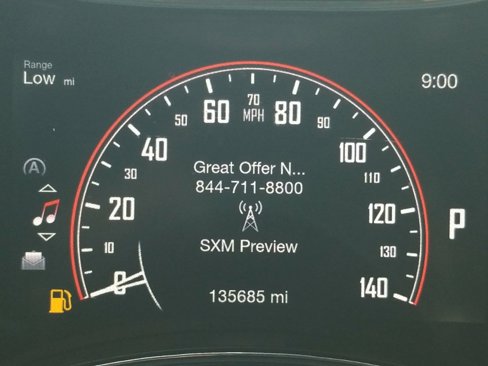 Range
Low mi
9:00
70
MPH
60
80
50
90
40
100
30
110
20
120
10
130
0
140
Great Offer N...
844-711-8800
SXM Preview
135685 mi
A
P